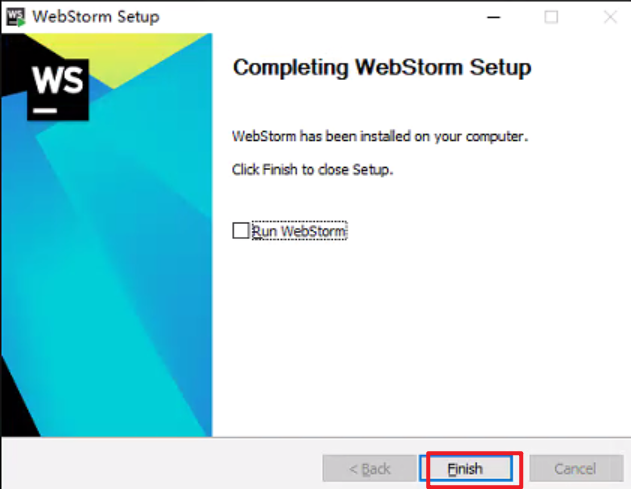 WS WebStorm Setup
WS
Completing WebStorm Setup
WebStorm has been installed on your computer.
Click Finish to close Setup.
Run WebStorm
< Back
Finish
Cancel